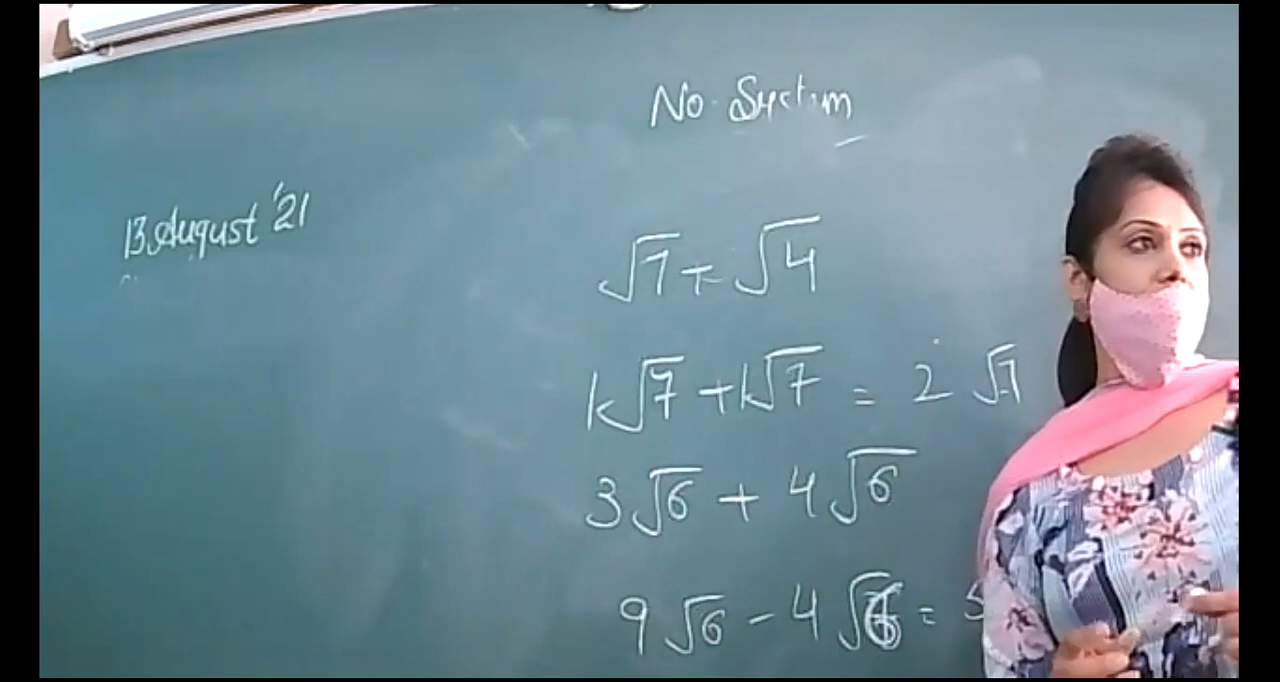 No. System
13 August '21
√7 + √4
1√7 + 1√7 = 2 √7
3√6 + 4√6
9√6 - 4√6 = 5